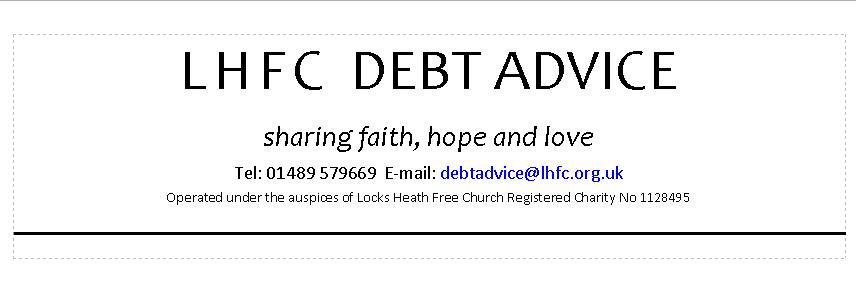 LHFC DEBT ADVICE
sharing faith, hope and love
Tel: 01489 579669 E-mail: debtadvice@lhfc.org.uk
Operated under the auspices of Locks Heath Free Church Registered Charity No 1128495